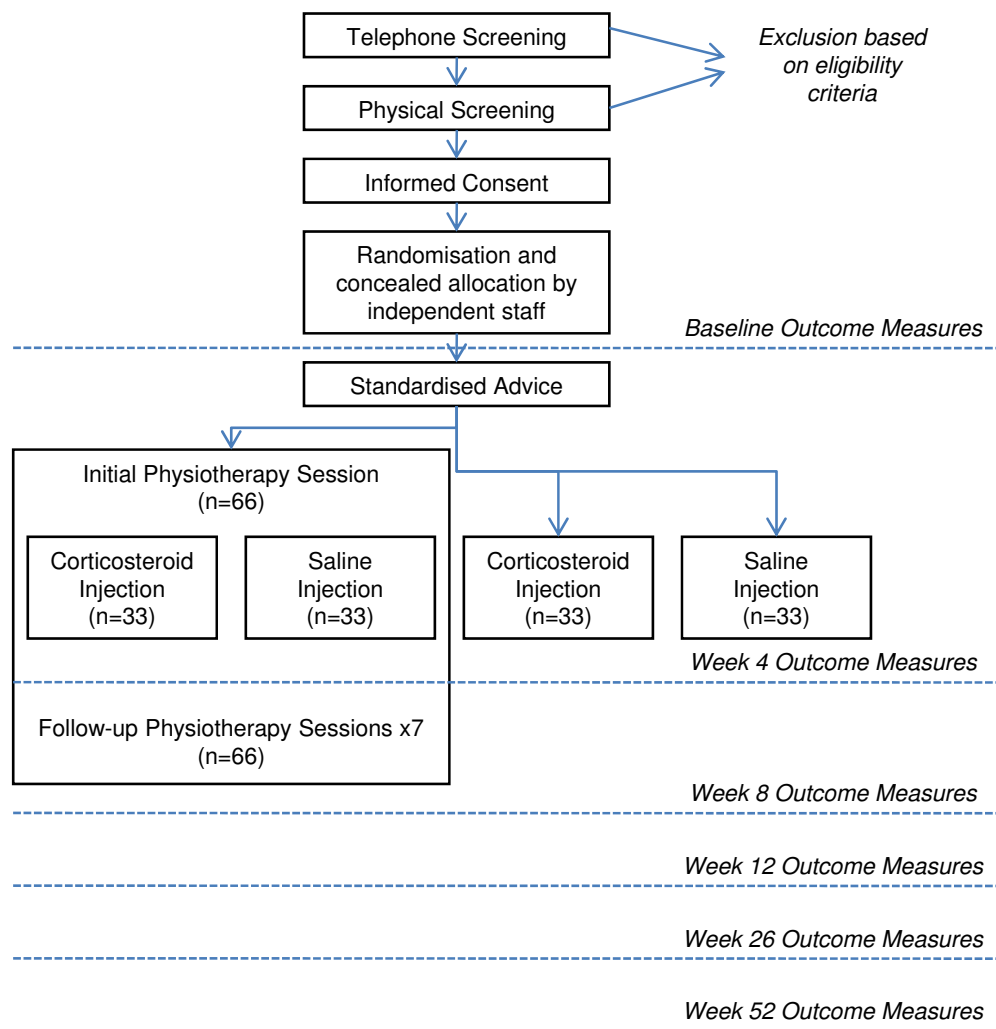 Telephone Screening
Exclusion based
on eligibility
criteria
Physical Screening
Informed Consent
Randomisation and
concealed allocation by
independent staff
Baseline Outcome Measures
Standardised Advice
Initial Physiotherapy Session
(n=66)
Corticosteroid
Injection
(n=33)
Saline
Injection
(n=33)
Corticosteroid
Injection
(n=33)
Saline
Injection
(n=33)
Week 4 Outcome Measures
Follow-up Physiotherapy Sessions x7
(n=66)
Week 8 Outcome Measures
Week 12 Outcome Measures
Week 26 Outcome Measures
Week 52 Outcome Measures